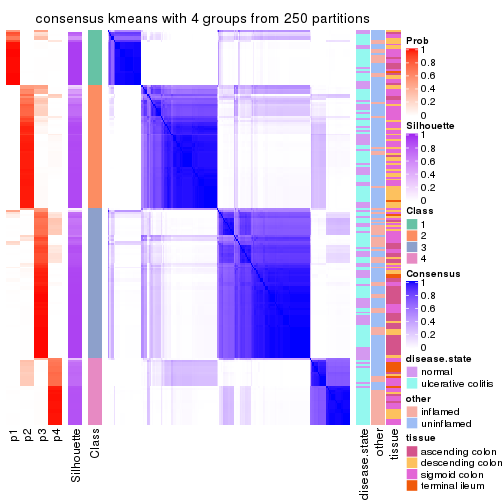 consensus kmeans with 4 groups from 250 partitions
p1
p2
p3
p4
Silhouette
Class
disease.state
other
tissue
Prob
1
0.8
0.6
0.4
0.2
0
Silhouette
1
0.8
0.6
0.4
0.2
0
Class
1
2
3
4
Consensus
1
0.8
0.6
0.4
0.2
0
disease.state
normal
ulcerative colitis
other
inflamed
uninflamed
tissue
ascending colon
descending colon
sigmoid colon
terminal ileum